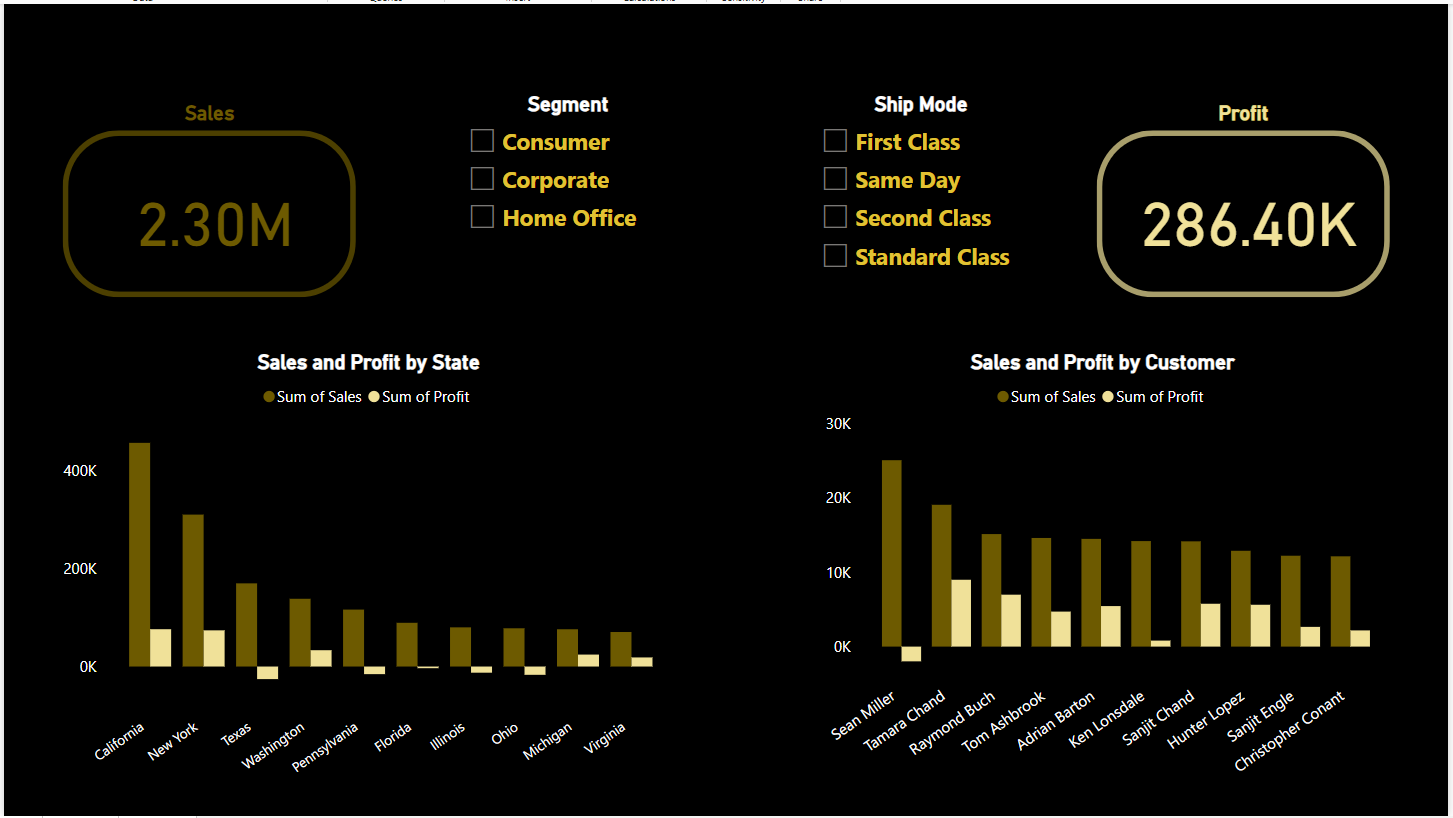 Sales
2.30M
Segment
Consumer
Corporate
Home Office
Ship Mode
First Class
Same Day
Second Class
Standard Class
Profit
286.40K
Sales and Profit by State
Sum of Sales Sum of Profit
400K
200K
0K
California
New York
Texas
Washington
Pennsylvania
Florida
Illinois
Ohio
Michigan
Virginia
Sales and Profit by Customer
Sum of Sales Sum of Profit
30K
20K
10K
0K
Sean Miller
Tamara Chand
Raymond Buch
Tom Ashbrook
Adrian Barton
Ken Lonsdale
Sanjit Chand
Hunter Lopez
Sanjit Engle
Christopher Conant